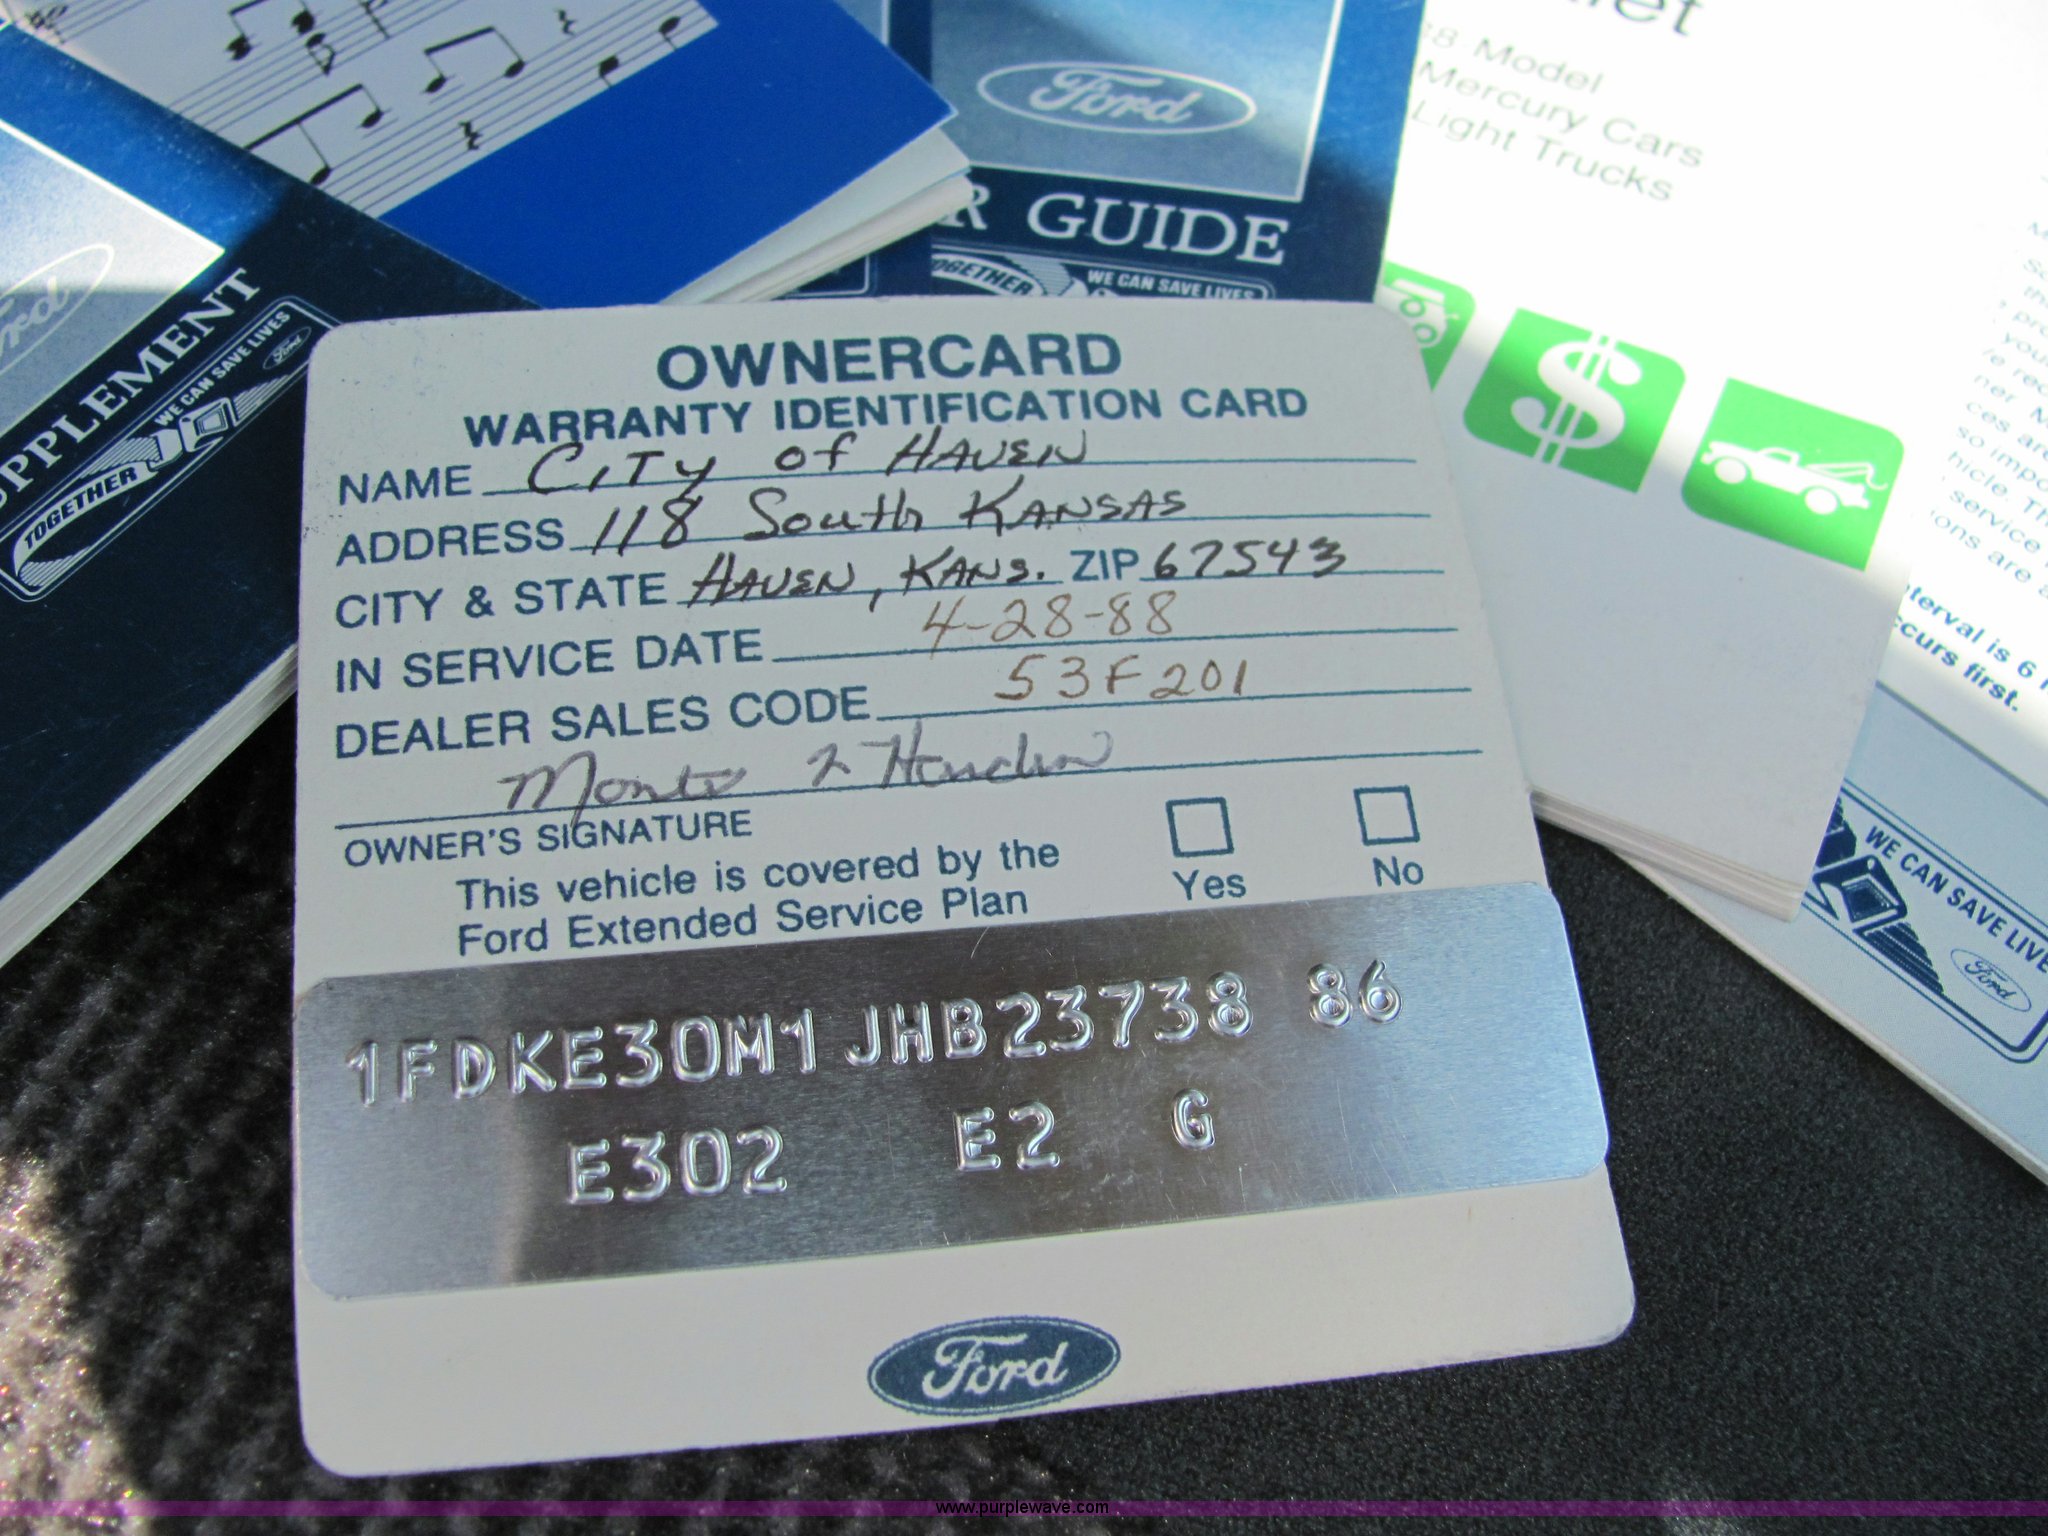 Ford
R GUIDE
TOGETHER
WE CAN SAVE LIVES
Model
Mercury Cars
Light Trucks
SUPPLEMENT
TOGETHER
WE CAN SAVE LIVES
Ford
OWNERCARD
WARRANTY IDENTIFICATION CARD
NAME City of Haven
ADDRESS 118 South Kansas
CITY & STATE Haven, Kans. ZIP 67543
IN SERVICE DATE 4-28-88
DEALER SALES CODE 53F201
OWNER'S SIGNATURE
This vehicle is covered by the
Ford Extended Service Plan
Yes No
1FDKE30M1JHB23738 86
E302 E2 G
Ford
$
terval is 6
ccurs first.
WE CAN SAVE LIVE
Ford
www.purplewave.com